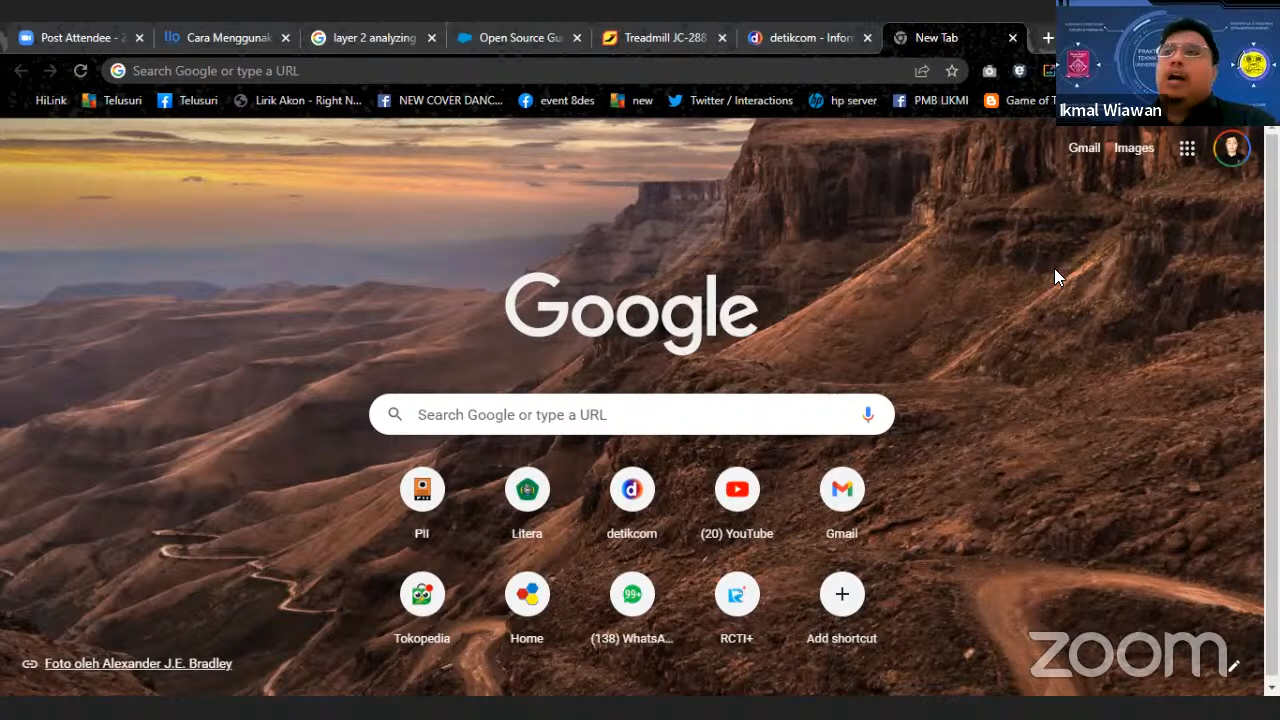 Post Attendee - Z
llo Cara Menggunak
layer 2 analyzing
Open Source Gu
Treadmill JC-288
detikcom - Inform
New Tab
Search Google or type a URL
HiLink
Telusuri
Telusuri
Lirik Akon - Right N...
NEW COVER DANC...
event 8des
new
Twitter / Interactions
hp server
PMB LIKMI
Game of T
Ikmal Wiawan
Gmail
Images
Google
Search Google or type a URL
PII
Litera
detikcom
(20) YouTube
Gmail
99+
Tokopedia
Home
(138) WhatsA...
RCTI+
Add shortcut
Foto oleh Alexander J.E. Bradley
zoom